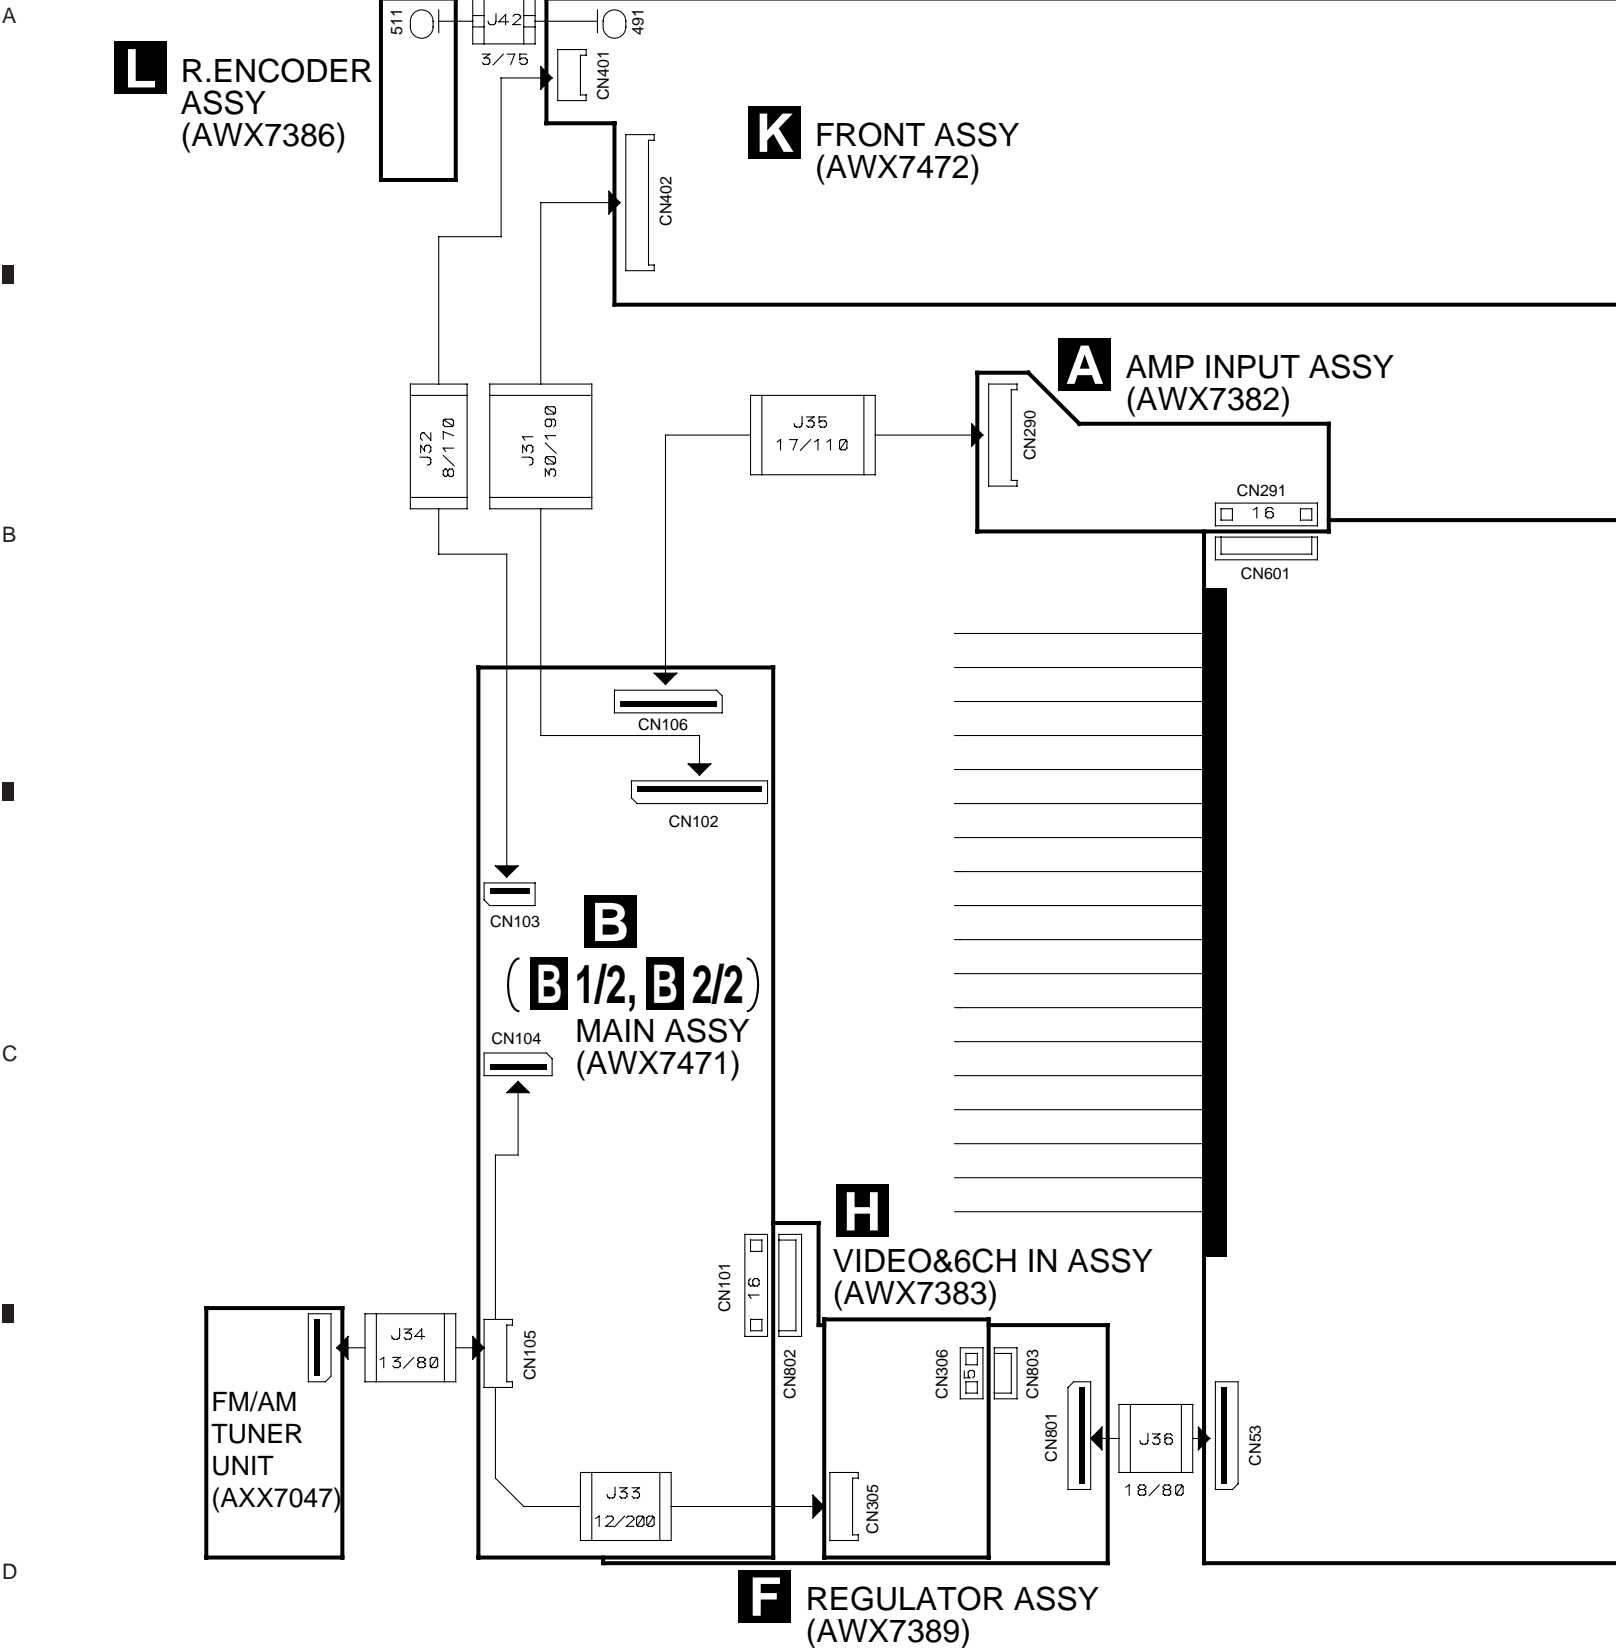 A
511
J42
491
3/75
CN401
L R.ENCODER
ASSY
(AWX7386)
K FRONT ASSY
(AWX7472)
CN402
A AMP INPUT ASSY
(AWX7382)
J32
8/170
J31
30/190
J35
17/110
CN290
CN291
16
B
CN601
CN106
CN102
CN103
B
(B 1/2, B 2/2)
MAIN ASSY
(AWX7471)
CN104
C
H
VIDEO&6CH IN ASSY
(AWX7383)
CN101
16
CN802
J34
13/80
CN105
CN306
5
CN803
FM/AM
TUNER
UNIT
(AXX7047)
CN801
J36
18/80
CN53
J33
12/200
CN305
D
F REGULATOR ASSY
(AWX7389)